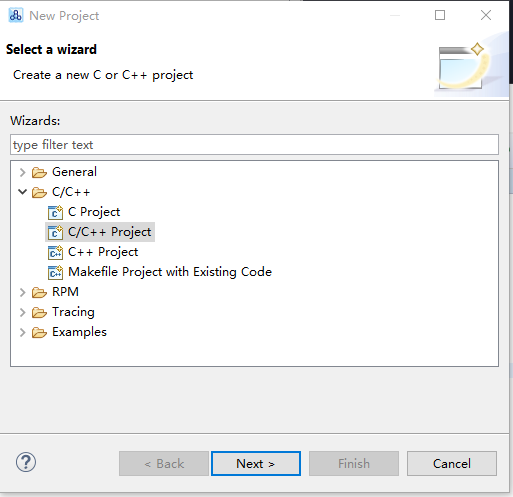 New Project
Select a wizard
Create a new C or C++ project
Wizards:
type filter text
General
C/C++
C Project
C/C++ Project
C++ Project
Makefile Project with Existing Code
RPM
Tracing
Examples
?
< Back
Next >
Finish
Cancel